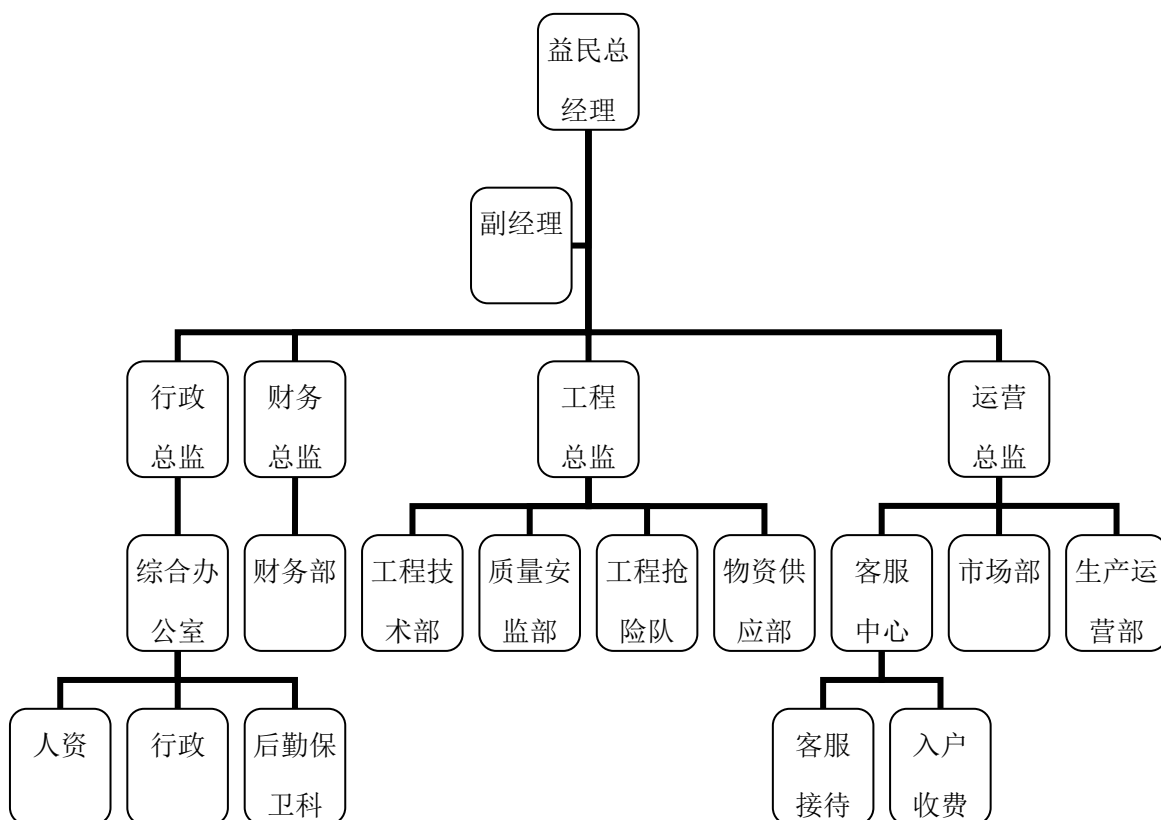 益民总
经理
副经理
行政
总监
财务
总监
工程
总监
运营
总监
综合办
公室
财务部
工程技
术部
质量安
监部
工程抢
险队
物资供
应部
客服
中心
市场部
生产运
营部
人资
行政
后勤保
卫科
客服
接待
入户
收费